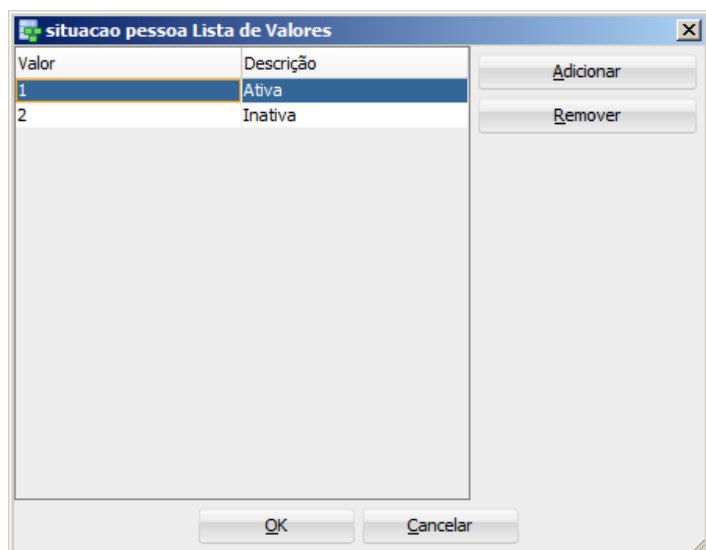 situacao pessoa Lista de Valores
Valor Descrição Adicionar
1 Ativa
2 Inativa Remover
OK Cancelar